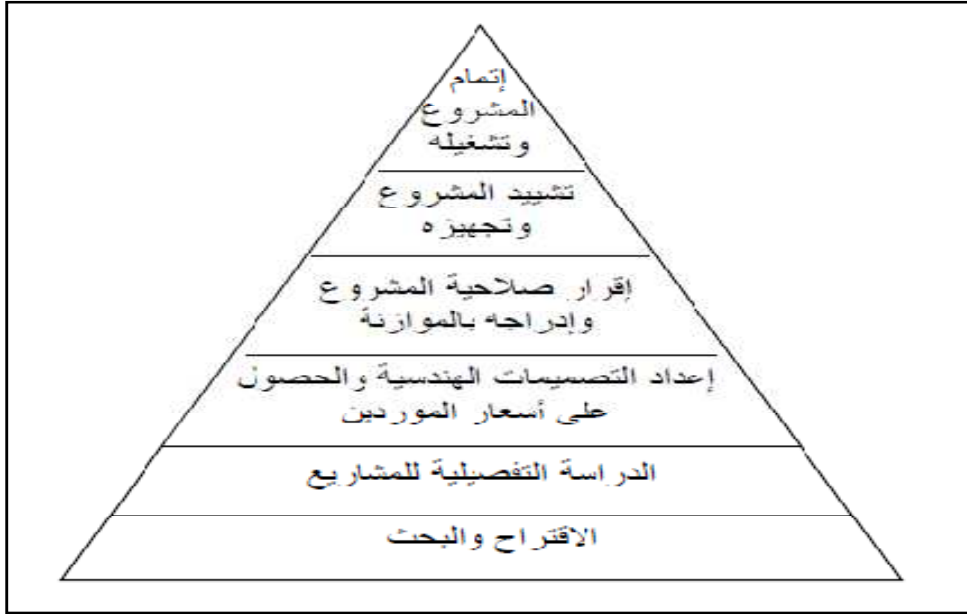 إتمام
المشروع
وتشغيله
تشييد المشروع
وتجهيزه
إقرار صلاحية المشروع
وإدراجه بالموازنة
إعداد التصميمات الهندسية والحصول
على أسعار الموردين
الدراسة التفصيلية للمشاريع
الاقتراح والبحث